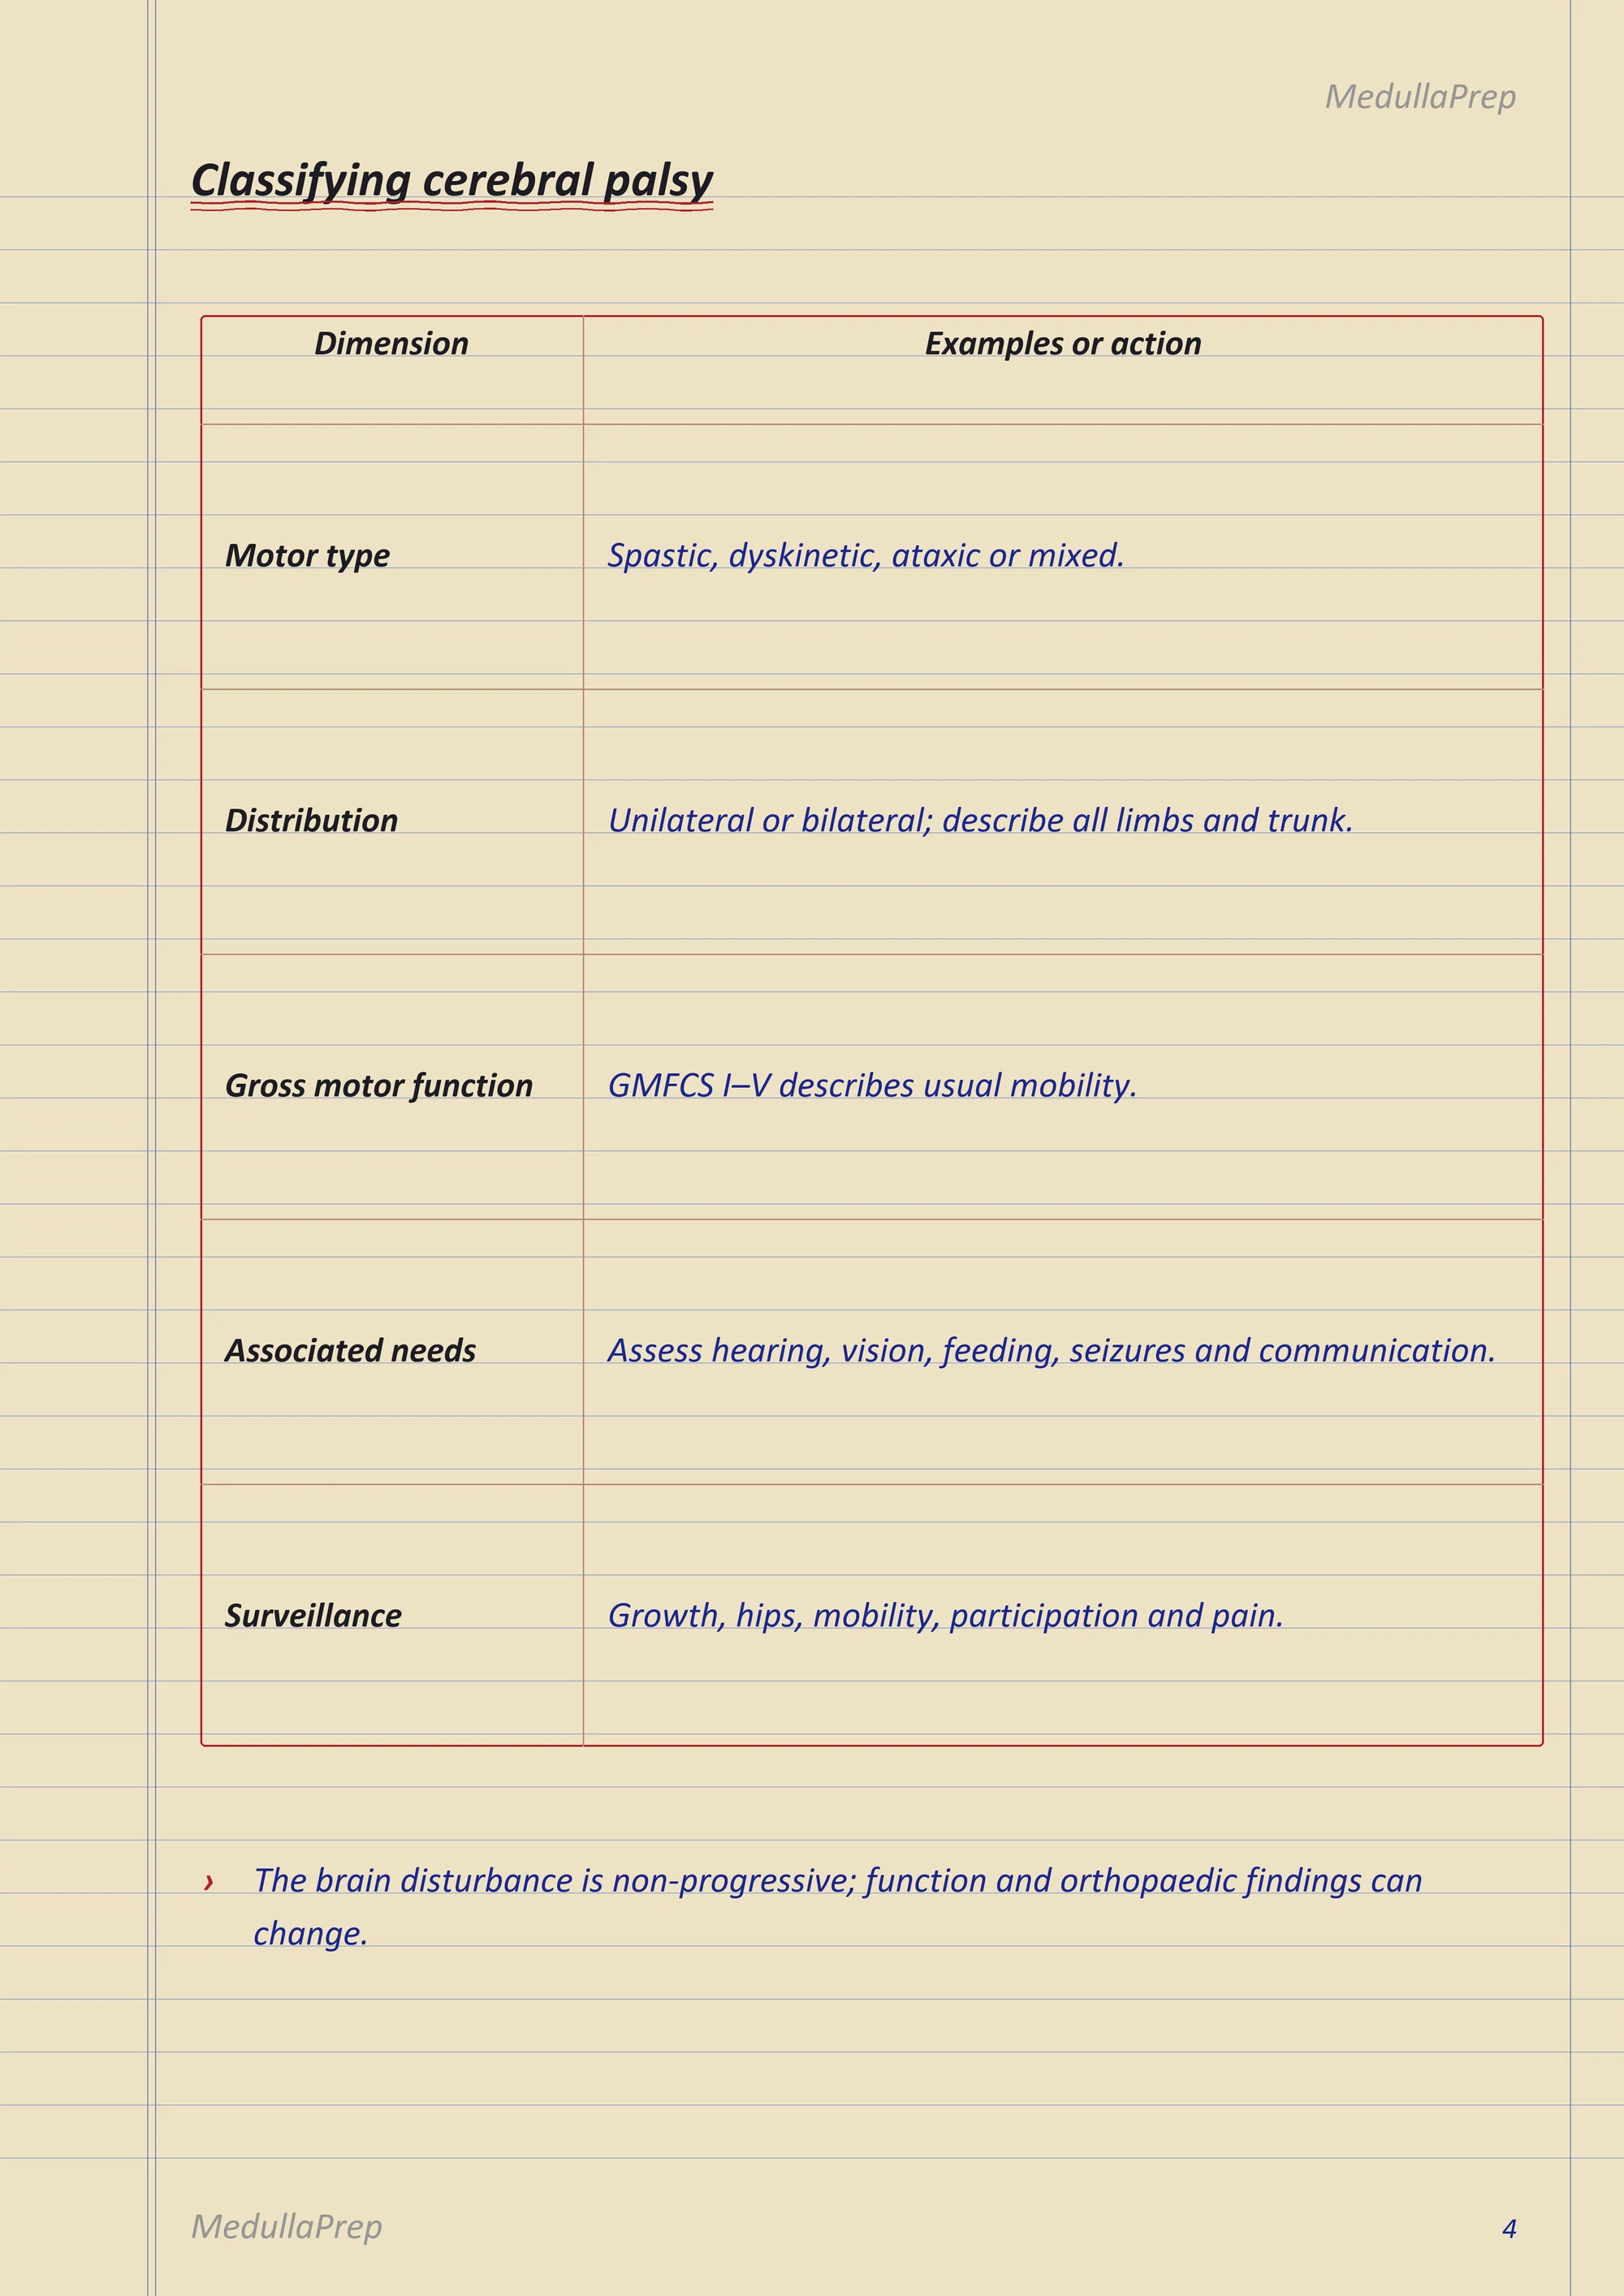 MedullaPrep
Classifying cerebral palsy
Dimension Examples or action
Motor type Spastic, dyskinetic, ataxic or mixed.
Distribution Unilateral or bilateral; describe all limbs and trunk.
Gross motor function GMFCS I–V describes usual mobility.
Associated needs Assess hearing, vision, feeding, seizures and communication.
Surveillance Growth, hips, mobility, participation and pain.
› The brain disturbance is non-progressive; function and orthopaedic findings can
change.
MedullaPrep 4